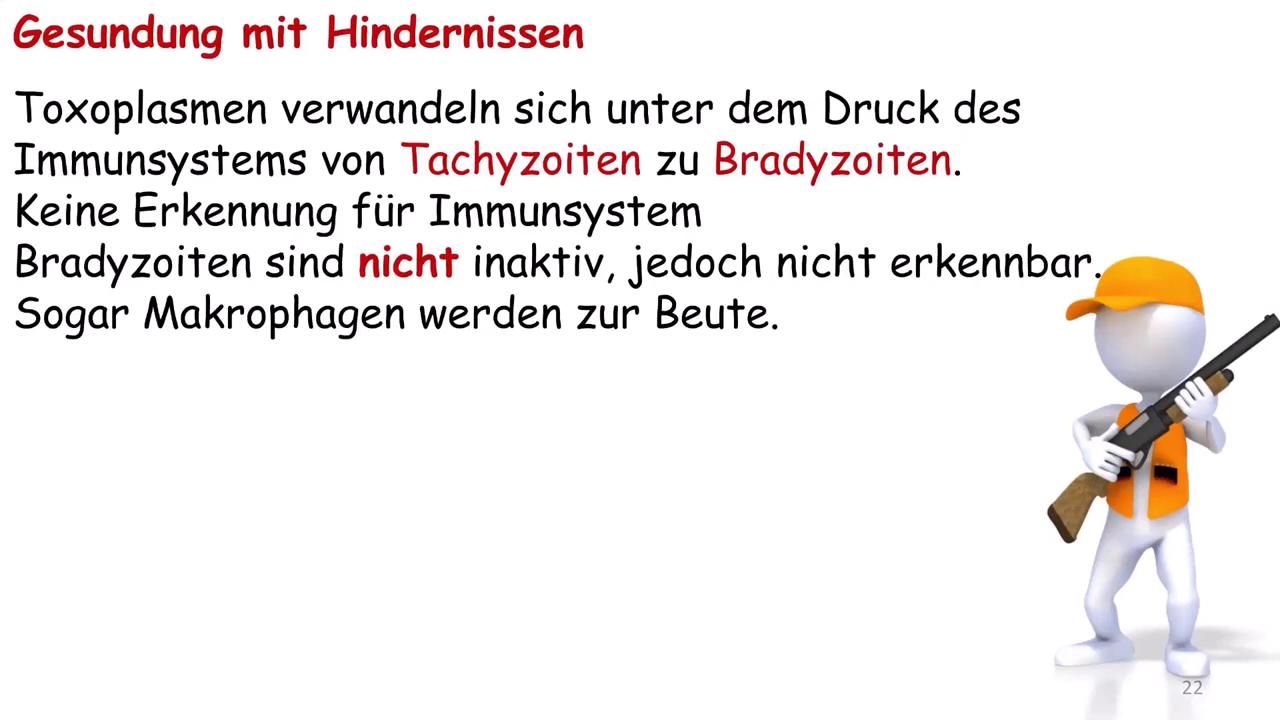 Gesundung mit Hindernissen
Toxoplasmen verwandeln sich unter dem Druck des
Immunsystems von Tachyzoiten zu Bradyzoiten.
Keine Erkennung für Immunsystem
Bradyzoiten sind nicht inaktiv, jedoch nicht erkennbar.
Sogar Makrophagen werden zur Beute.
22